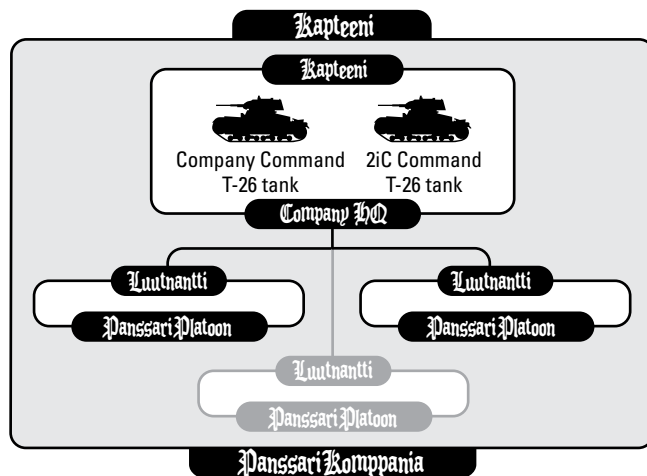 Kapteeni
Kapteeni
Company Command
T-26 tank
2iC Command
T-26 tank
Company HQ
Luutnantti
Panssari Platoon
Luutnantti
Panssari Platoon
Luutnantti
Panssari Platoon
Panssari Komppania